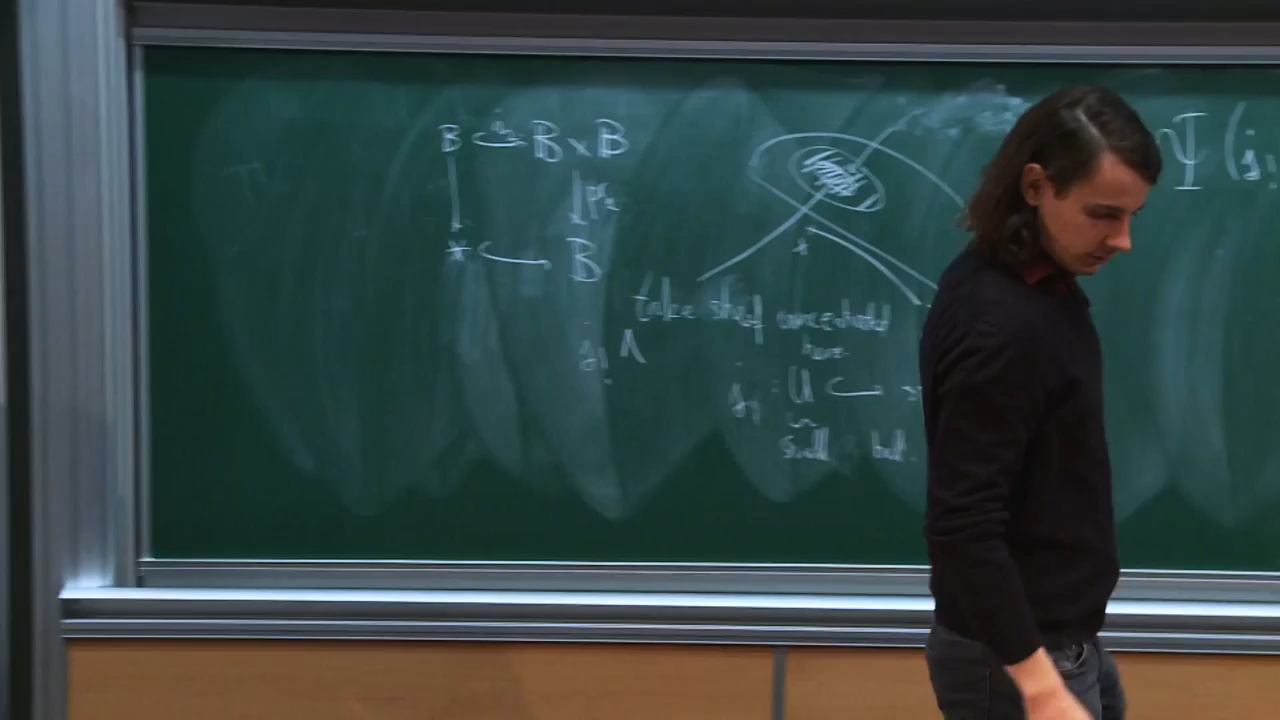 B ↪ B × B
↓ pr₂
* ↪ B
x
take sheaf concentrated
here
j! Λ
j! : U ↪
small ball.
Ψ (j!